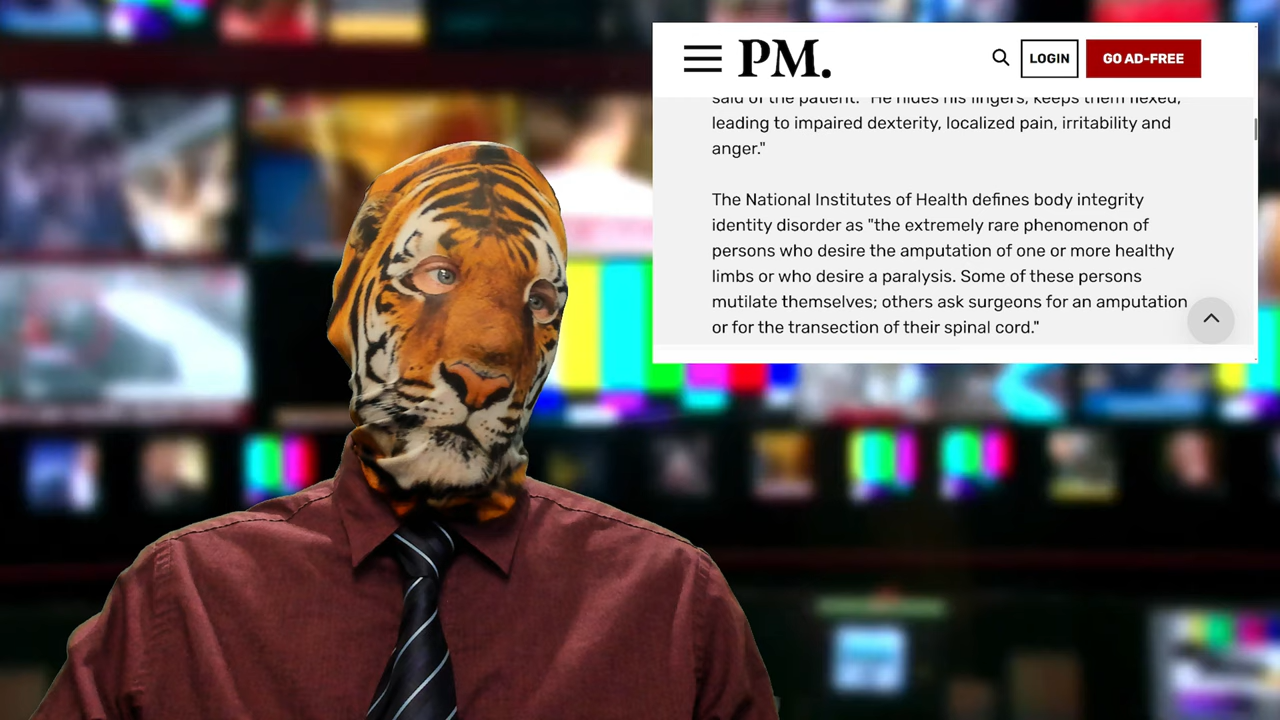 PM.
LOGIN
GO AD-FREE
said of the patient. "He hides his fingers, keeps them flexed,
leading to impaired dexterity, localized pain, irritability and
anger."
The National Institutes of Health defines body integrity
identity disorder as "the extremely rare phenomenon of
persons who desire the amputation of one or more healthy
limbs or who desire a paralysis. Some of these persons
mutilate themselves; others ask surgeons for an amputation
or for the transection of their spinal cord."